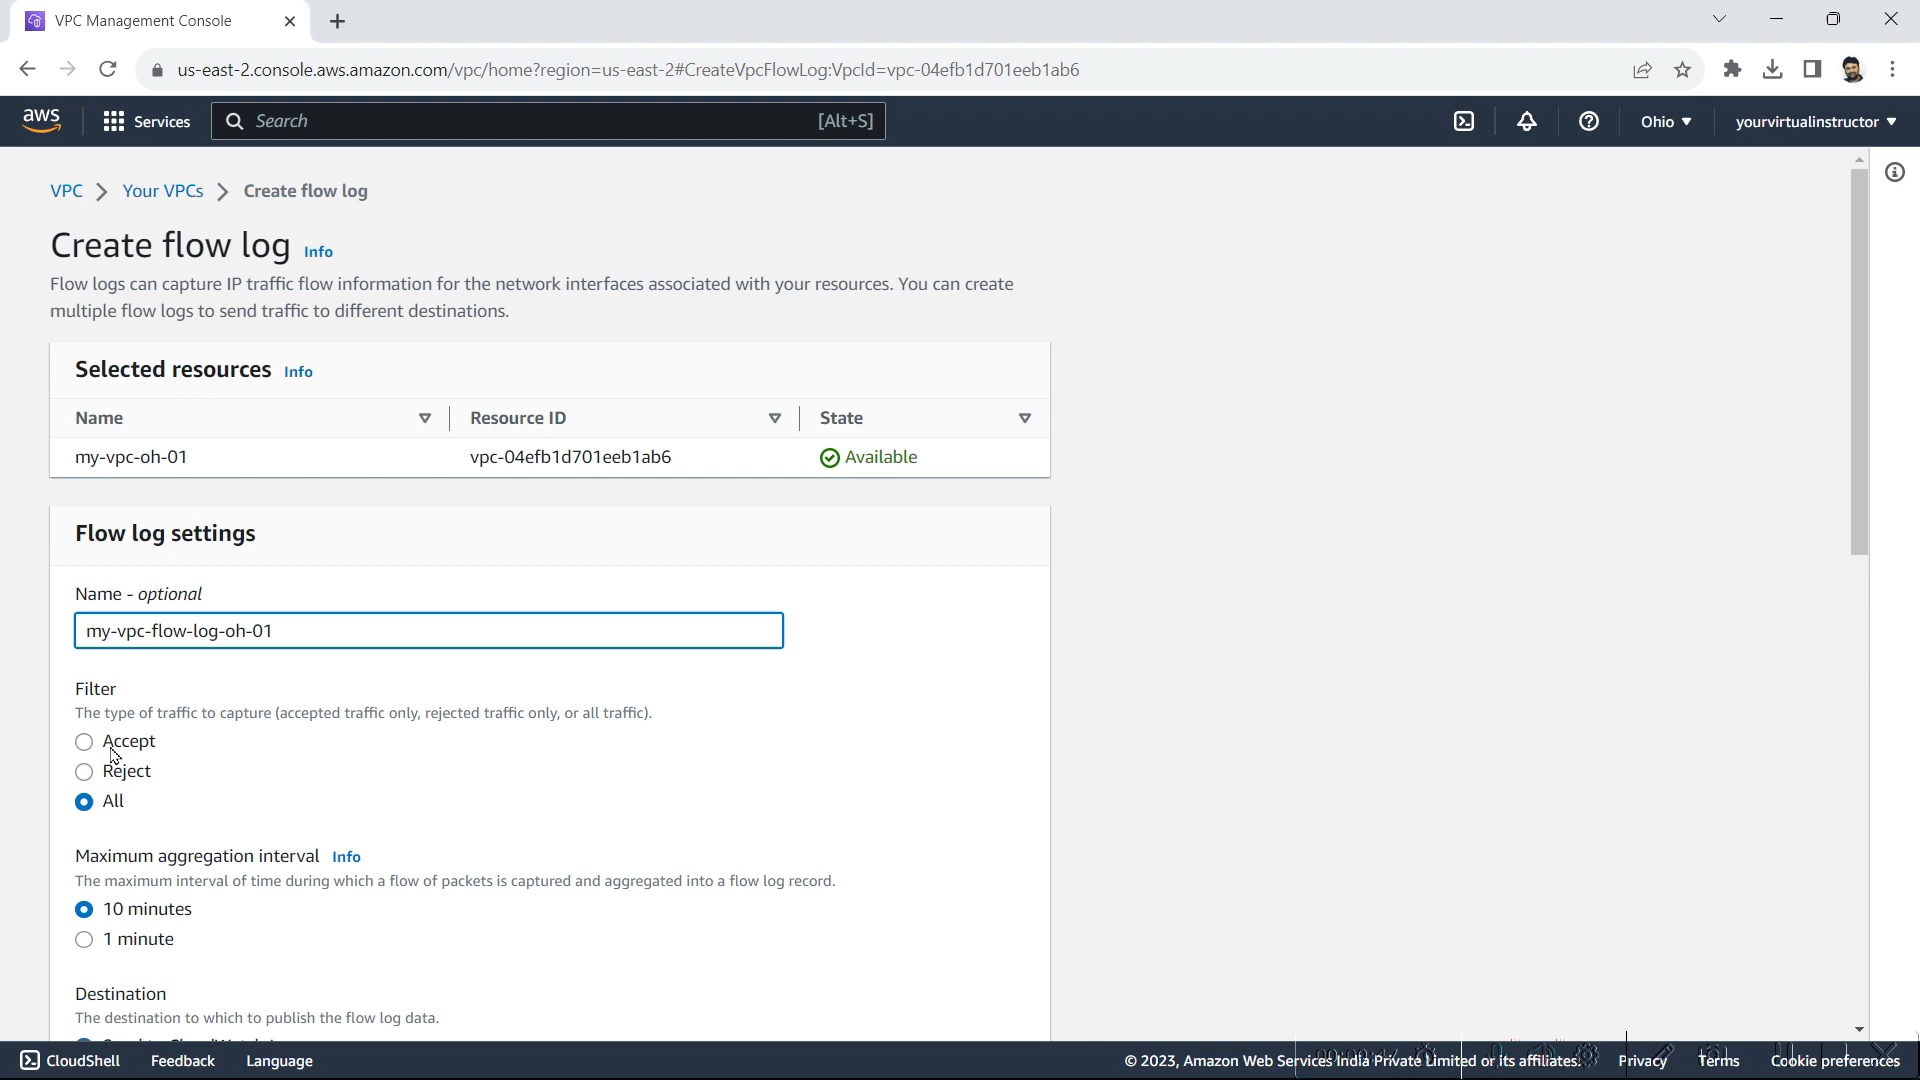 VPC Management Console
us-east-2.console.aws.amazon.com/vpc/home?region=us-east-2#CreateVpcFlowLog:VpcId=vpc-04efb1d701eeb1ab6
aws Services Search [Alt+S] Ohio yourvirtualinstructor
VPC Your VPCs Create flow log
Create flow log Info
Flow logs can capture IP traffic flow information for the network interfaces associated with your resources. You can create
multiple flow logs to send traffic to different destinations.
Selected resources Info
Name Resource ID State
my-vpc-oh-01 vpc-04efb1d701eeb1ab6 Available
Flow log settings
Name - optional
my-vpc-flow-log-oh-01
Filter
The type of traffic to capture (accepted traffic only, rejected traffic only, or all traffic).
Accept
Reject
All
Maximum aggregation interval Info
The maximum interval of time during which a flow of packets is captured and aggregated into a flow log record.
10 minutes
1 minute
Destination
The destination to which to publish the flow log data.
CloudShell Feedback Language © 2023, Amazon Web Services India Private Limited or its affiliates. Privacy Terms Cookie preferences